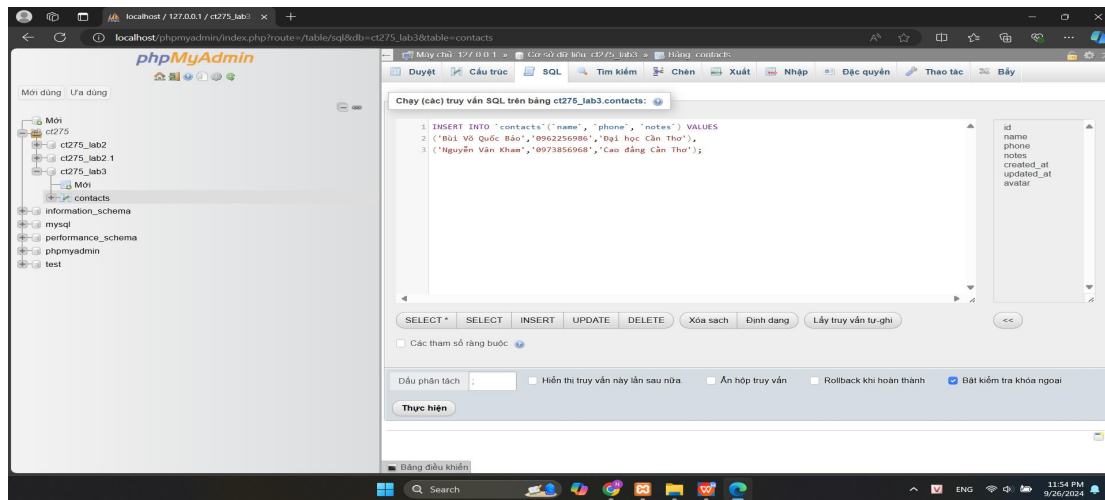 localhost / 127.0.0.1 / ct275_lab3
localhost/phpmyadmin/index.php?route=/table/sql&db=ct275_lab3&table=contacts
phpMyAdmin
Mới dùng Ưa dùng
Mới
ct275
ct275_lab2
ct275_lab2.1
ct275_lab3
Mới
contacts
information_schema
mysql
performance_schema
phpmyadmin
test
Máy chủ: 127.0.0.1 » Cơ sở dữ liệu: ct275_lab3 » Bảng: contacts
Duyệt Cấu trúc SQL Tìm kiếm Chèn Xuất Nhập Đặc quyền Thao tác Bẫy
Chạy (các) truy vấn SQL trên bảng ct275_lab3.contacts:
1 INSERT INTO `contacts`(`name`, `phone`, `notes`) VALUES
2 ('Bùi Võ Quốc Bảo','0962256986','Đại học Cần Thơ'),
3 ('Nguyễn Văn Kham','0973856968','Cao đẳng Cần Thơ');
id
name
phone
notes
created_at
updated_at
avatar
SELECT * SELECT INSERT UPDATE DELETE Xóa sạch Định dạng Lấy truy vấn tự-ghi <<
Các tham số ràng buộc
Dấu phân tách ; Hiển thị truy vấn này lần sau nữa Ẩn hộp truy vấn Rollback khi hoàn thành Bật kiểm tra khóa ngoại
Thực hiện
Bảng điều khiển
Search
ENG
11:54 PM
9/26/2024